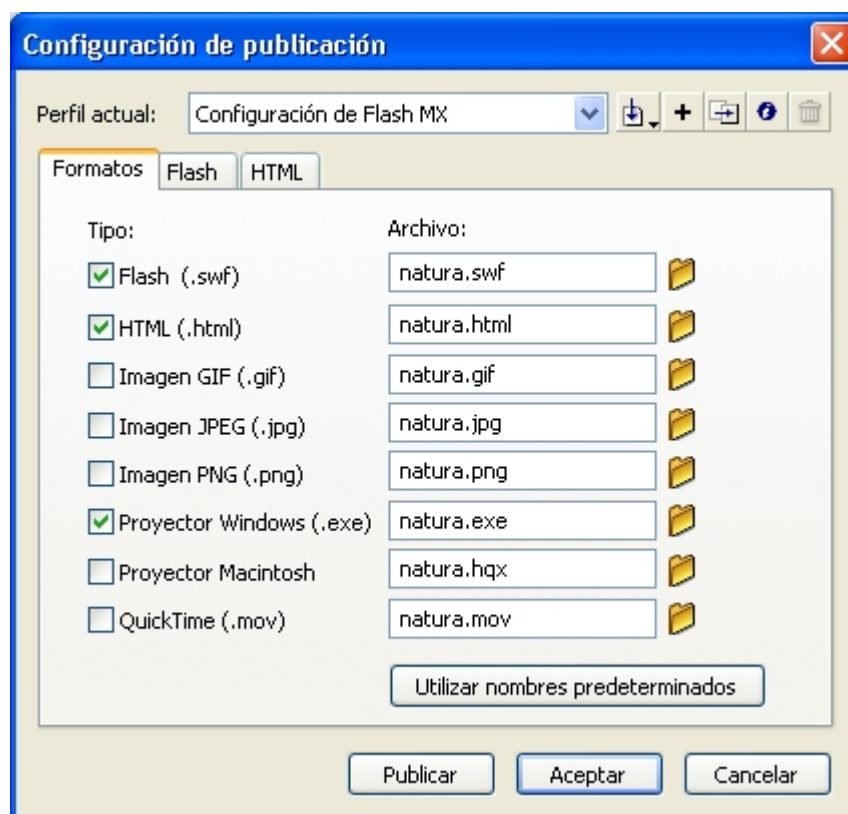 Configuración de publicación
Perfil actual: Configuración de Flash MX
Formatos Flash HTML
Tipo: Archivo:
Flash (.swf) natura.swf
HTML (.html) natura.html
Imagen GIF (.gif) natura.gif
Imagen JPEG (.jpg) natura.jpg
Imagen PNG (.png) natura.png
Proyector Windows (.exe) natura.exe
Proyector Macintosh natura.hqx
QuickTime (.mov) natura.mov
Utilizar nombres predeterminados
Publicar Aceptar Cancelar